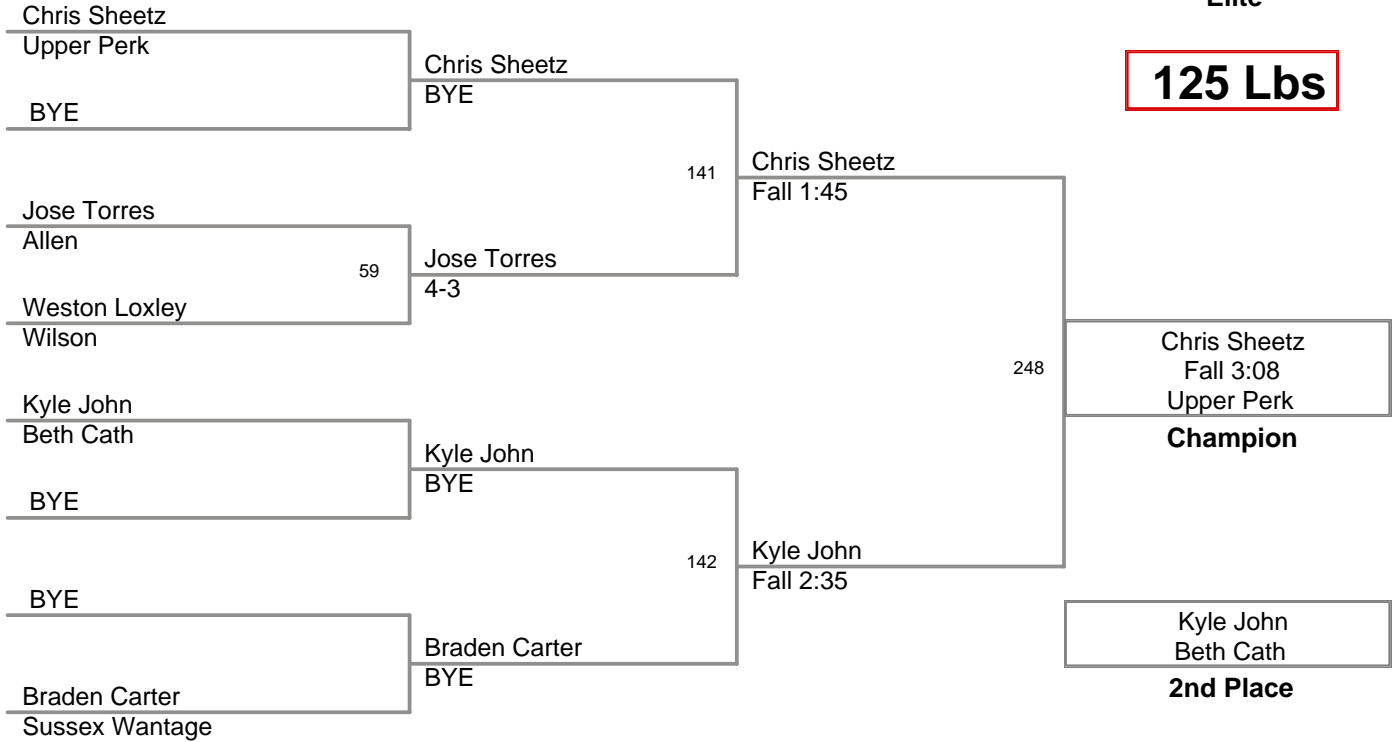 Elite
125 Lbs
Chris Sheetz
Upper Perk
BYE
Jose Torres
Allen
Weston Loxley
Wilson
Kyle John
Beth Cath
BYE
BYE
Braden Carter
Sussex Wantage
Chris Sheetz
BYE
59
Jose Torres
4-3
Kyle John
BYE
Braden Carter
BYE
141
Chris Sheetz
Fall 1:45
142
Kyle John
Fall 2:35
248
Chris Sheetz
Fall 3:08
Upper Perk
Champion
Kyle John
Beth Cath
2nd Place